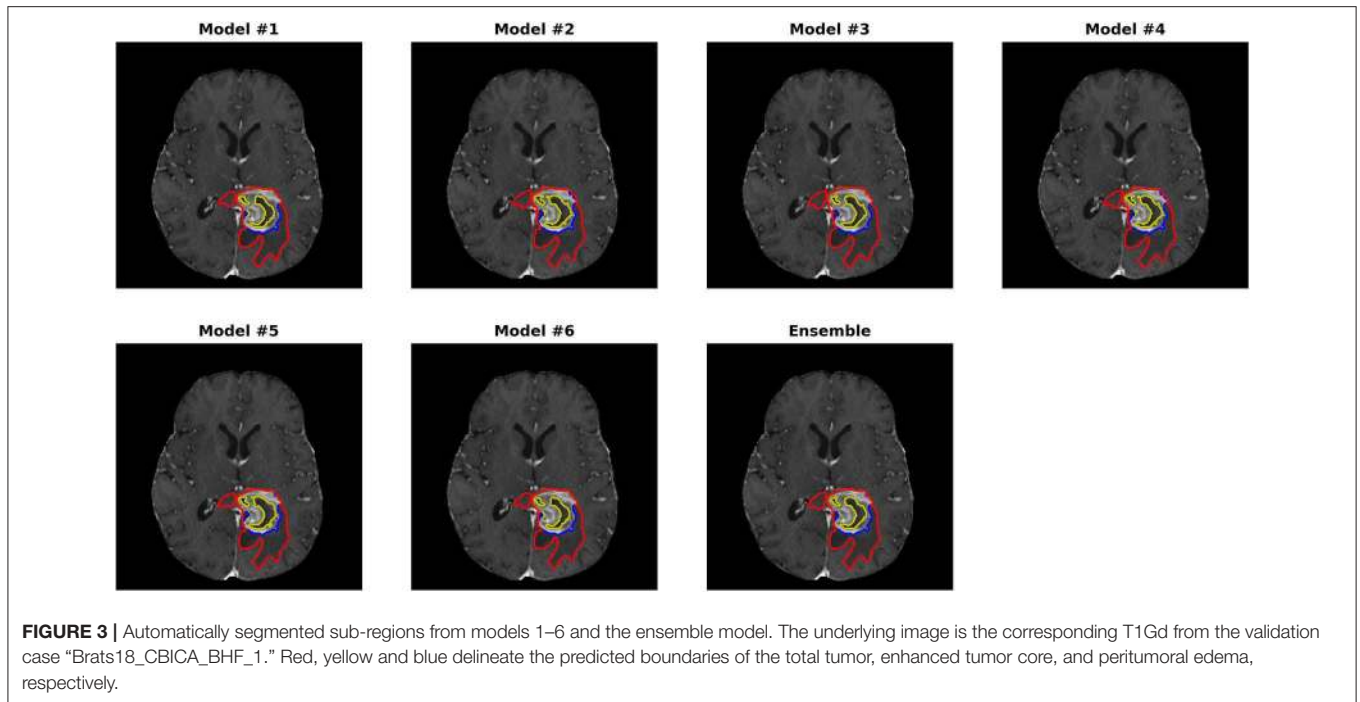 Model #1 Model #2 Model #3 Model #4
Model #5 Model #6 Ensemble
FIGURE 3 | Automatically segmented sub-regions from models 1–6 and the ensemble model. The underlying image is the corresponding T1Gd from the validation
case “Brats18_CBICA_BHF_1.” Red, yellow and blue delineate the predicted boundaries of the total tumor, enhanced tumor core, and peritumoral edema,
respectively.